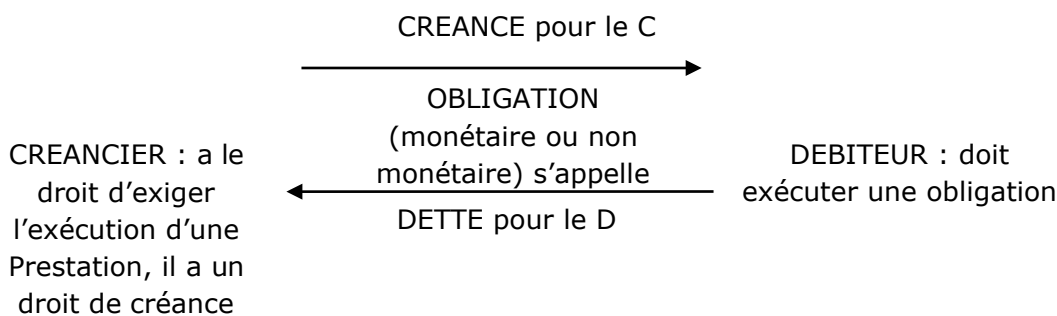 CREANCE pour le C
OBLIGATION
(monétaire ou non
monétaire) s’appelle
DETTE pour le D
CREANCIER : a le
droit d’exiger
l’exécution d’une
Prestation, il a un
droit de créance
DEBITEUR : doit
exécuter une obligation